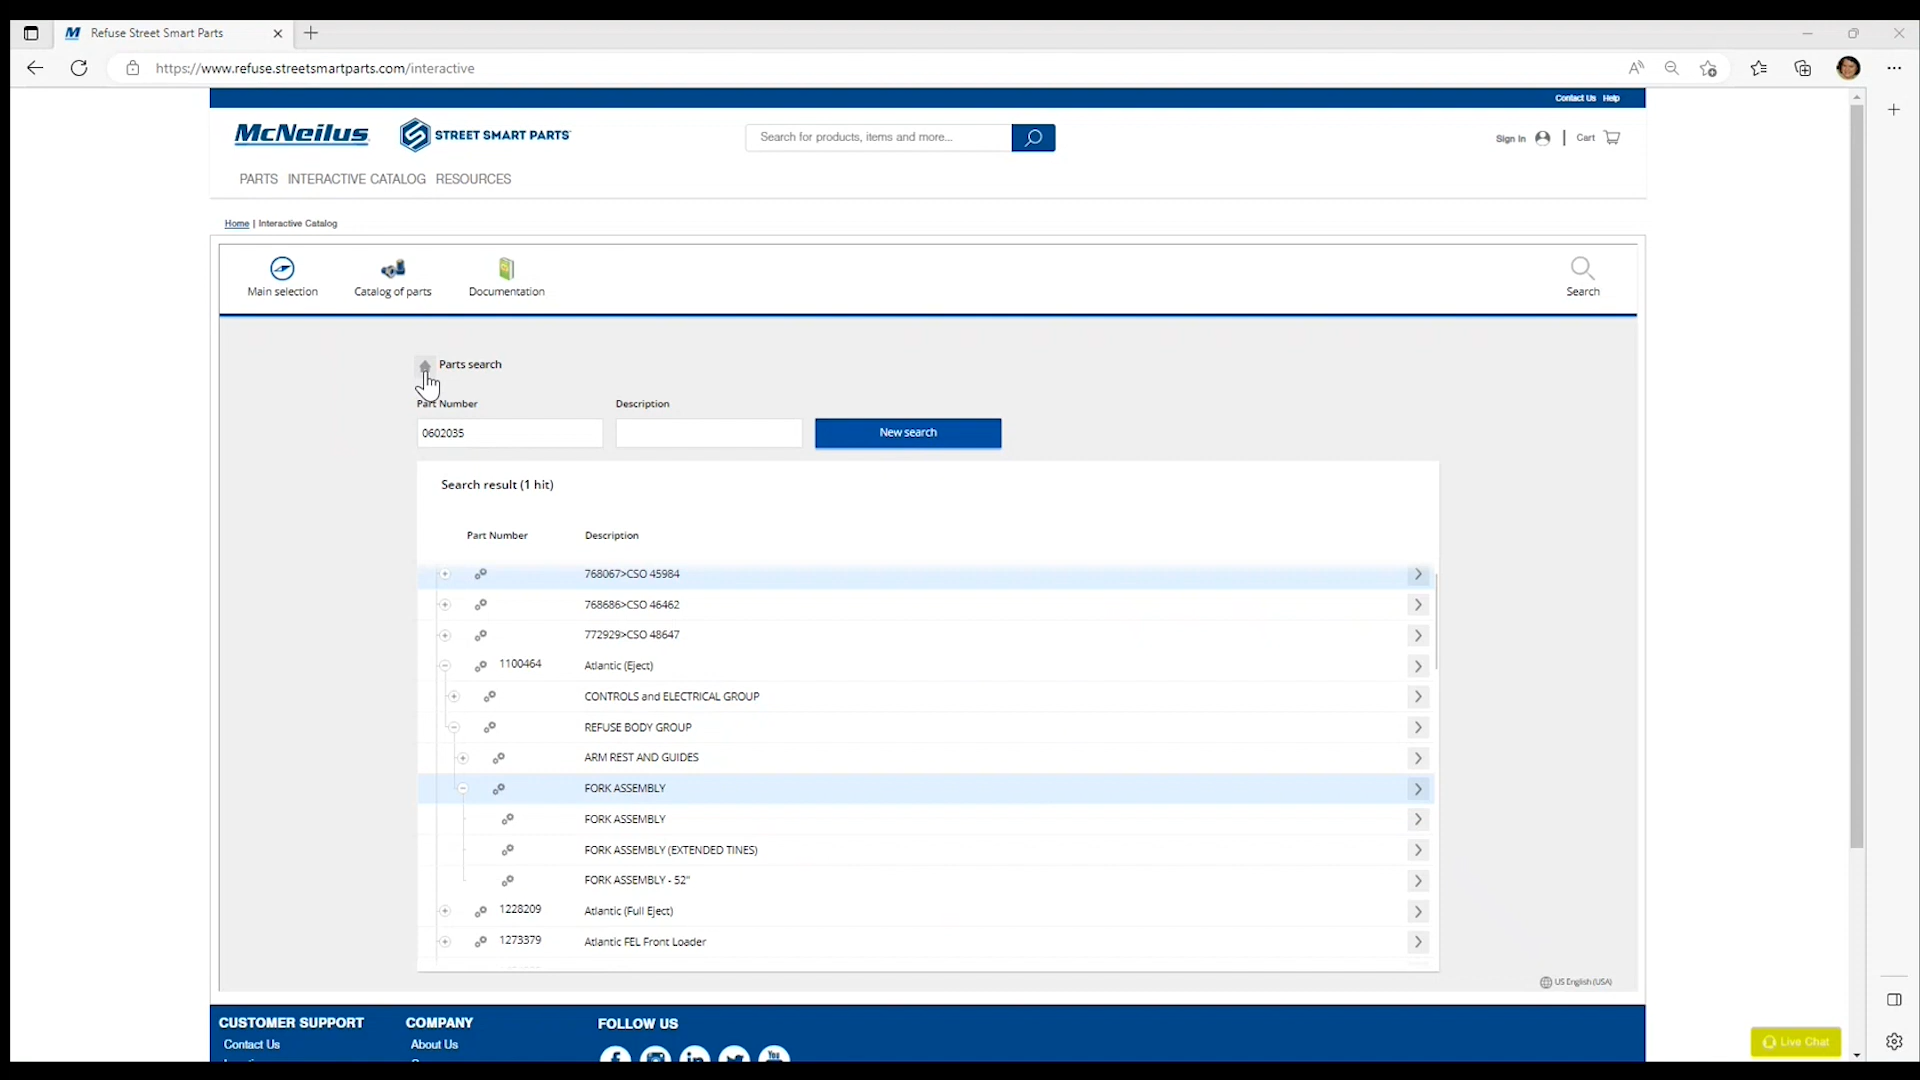 Refuse Street Smart Parts
https://www.refuse.streetsmartparts.com/interactive
Contact Us Help
McNeilus STREET SMART PARTS
Search for products, items and more...
Sign In | Cart
PARTS INTERACTIVE CATALOG RESOURCES
Home | Interactive Catalog
Main selection Catalog of parts Documentation Search
Parts search
Part Number Description
0602035 New search
Search result (1 hit)
Part Number Description
768067>CSO 45984
768686>CSO 46462
772929>CSO 48647
1100464 Atlantic (Eject)
CONTROLS and ELECTRICAL GROUP
REFUSE BODY GROUP
ARM REST AND GUIDES
FORK ASSEMBLY
FORK ASSEMBLY
FORK ASSEMBLY (EXTENDED TINES)
FORK ASSEMBLY - 52"
1228209 Atlantic (Full Eject)
1273379 Atlantic FEL Front Loader
US English (USA)
CUSTOMER SUPPORT COMPANY FOLLOW US
Contact Us About Us
Live Chat